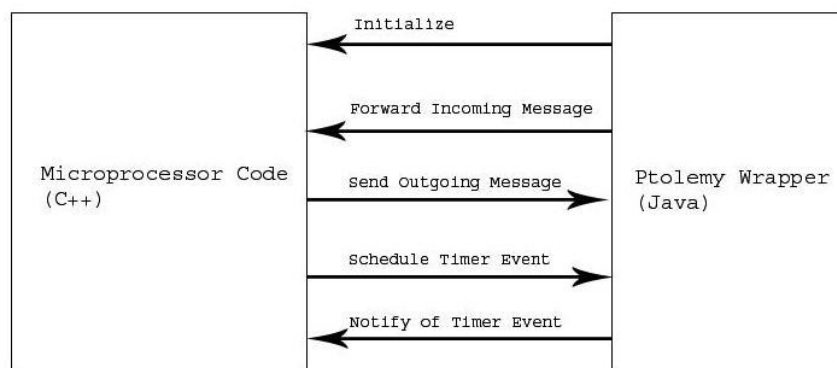 Initialize
Forward Incoming Message
Microprocessor Code
(C++)
Send Outgoing Message
Ptolemy Wrapper
(Java)
Schedule Timer Event
Notify of Timer Event